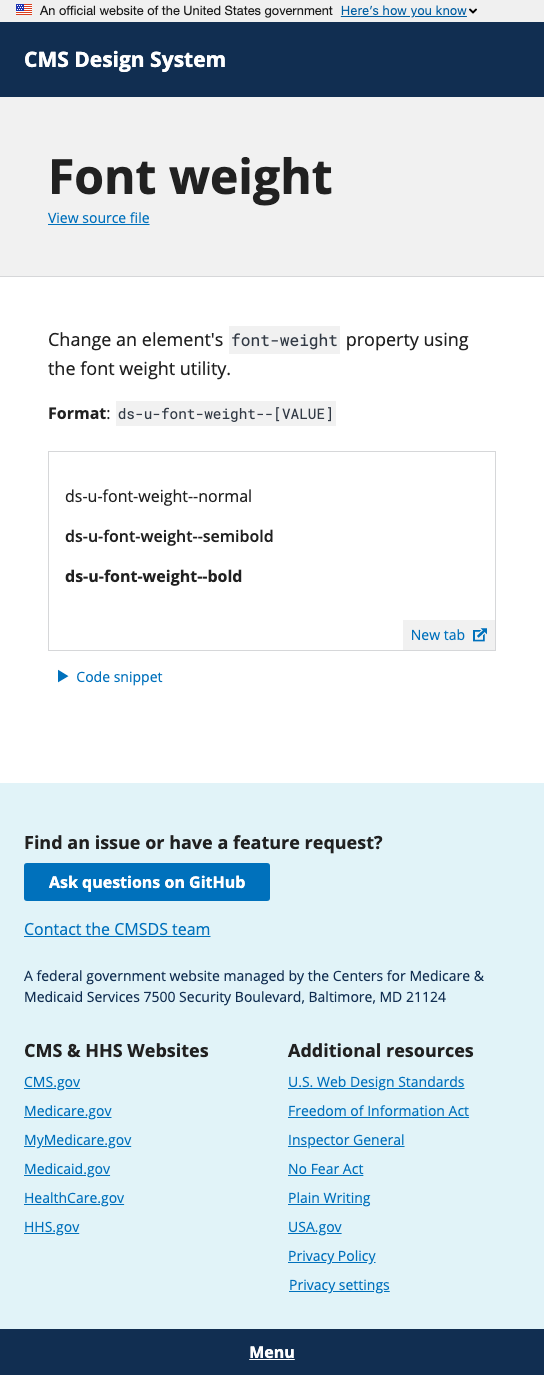 An official website of the United States government Here's how you know
CMS Design System
Font weight
View source file
Change an element's font-weight property using
the font weight utility.
Format: ds-u-font-weight--[VALUE]
ds-u-font-weight--normal
ds-u-font-weight--semibold
ds-u-font-weight--bold
New tab
Code snippet
Find an issue or have a feature request?
Ask questions on GitHub
Contact the CMSDS team
A federal government website managed by the Centers for Medicare &
Medicaid Services 7500 Security Boulevard, Baltimore, MD 21124
CMS & HHS Websites
CMS.gov
Medicare.gov
MyMedicare.gov
Medicaid.gov
HealthCare.gov
HHS.gov
Additional resources
U.S. Web Design Standards
Freedom of Information Act
Inspector General
No Fear Act
Plain Writing
USA.gov
Privacy Policy
Privacy settings
Menu